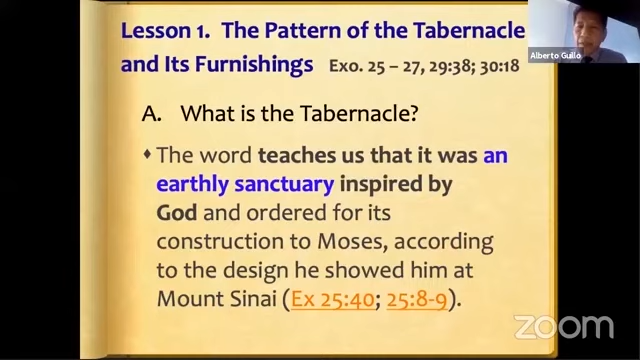 Lesson 1. The Pattern of the Tabernacle
and Its Furnishings Exo. 25 – 27, 29:38; 30:18
Alberto Guilo
A. What is the Tabernacle?
The word teaches us that it was an
earthly sanctuary inspired by
God and ordered for its
construction to Moses, according
to the design he showed him at
Mount Sinai (Ex 25:40; 25:8-9).
zoom